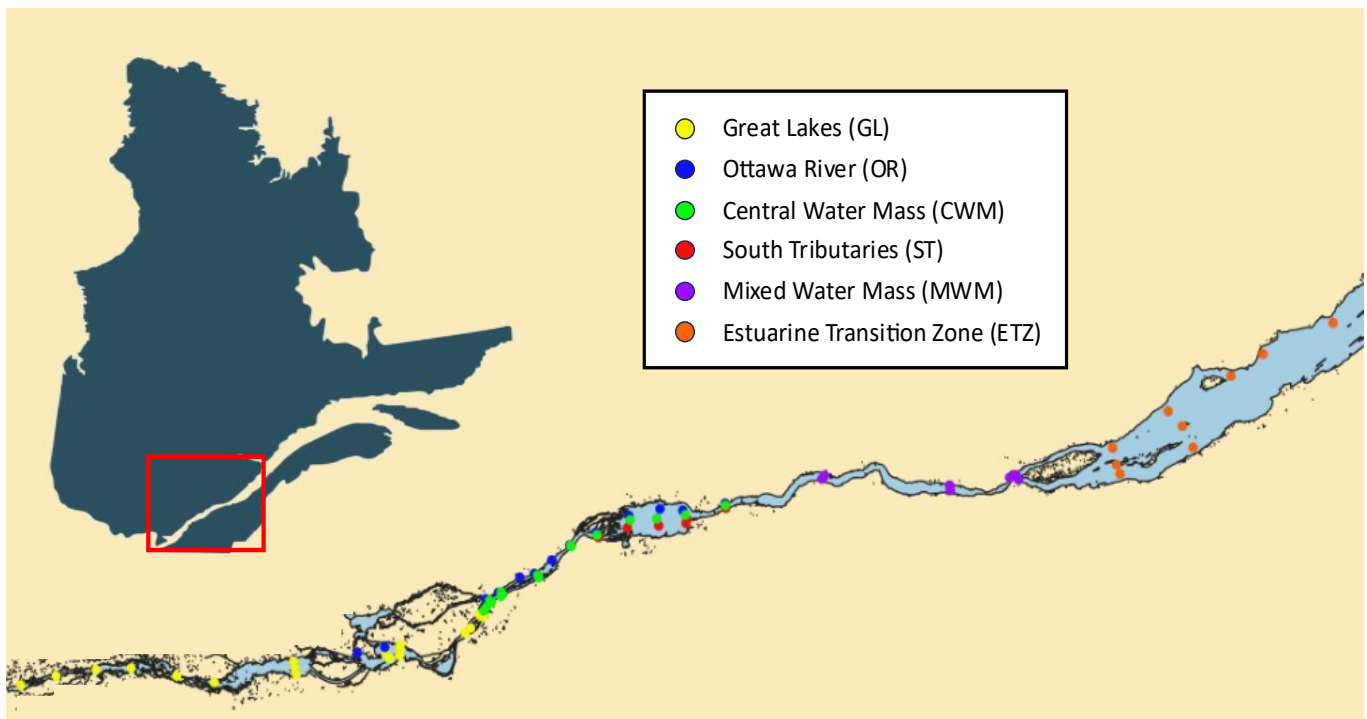 Great Lakes (GL)
Ottawa River (OR)
Central Water Mass (CWM)
South Tributaries (ST)
Mixed Water Mass (MWM)
Estuarine Transition Zone (ETZ)